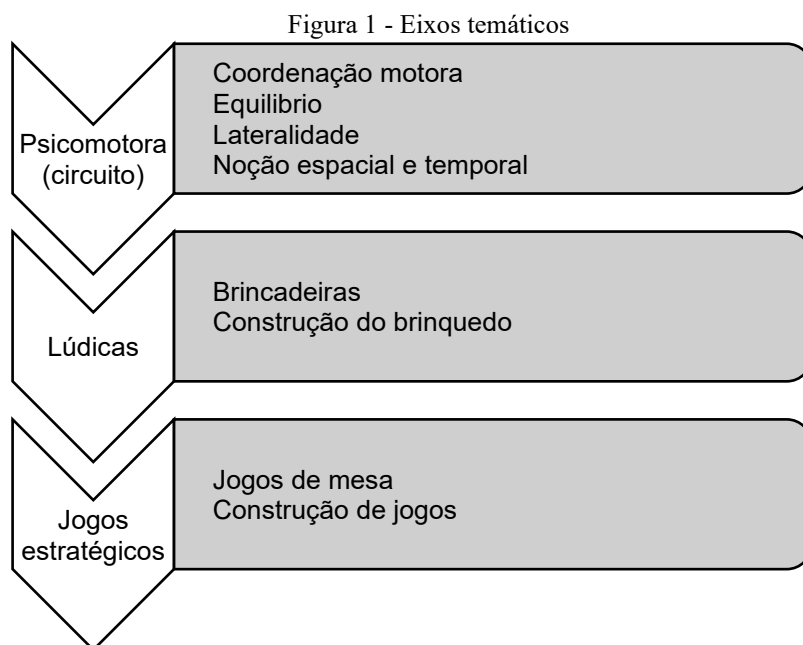 Figura 1 - Eixos temáticos
Psicomotora
(circuito)
Coordenação motora
Equilibrio
Lateralidade
Noção espacial e temporal
Lúdicas
Brincadeiras
Construção do brinquedo
Jogos
estratégicos
Jogos de mesa
Construção de jogos